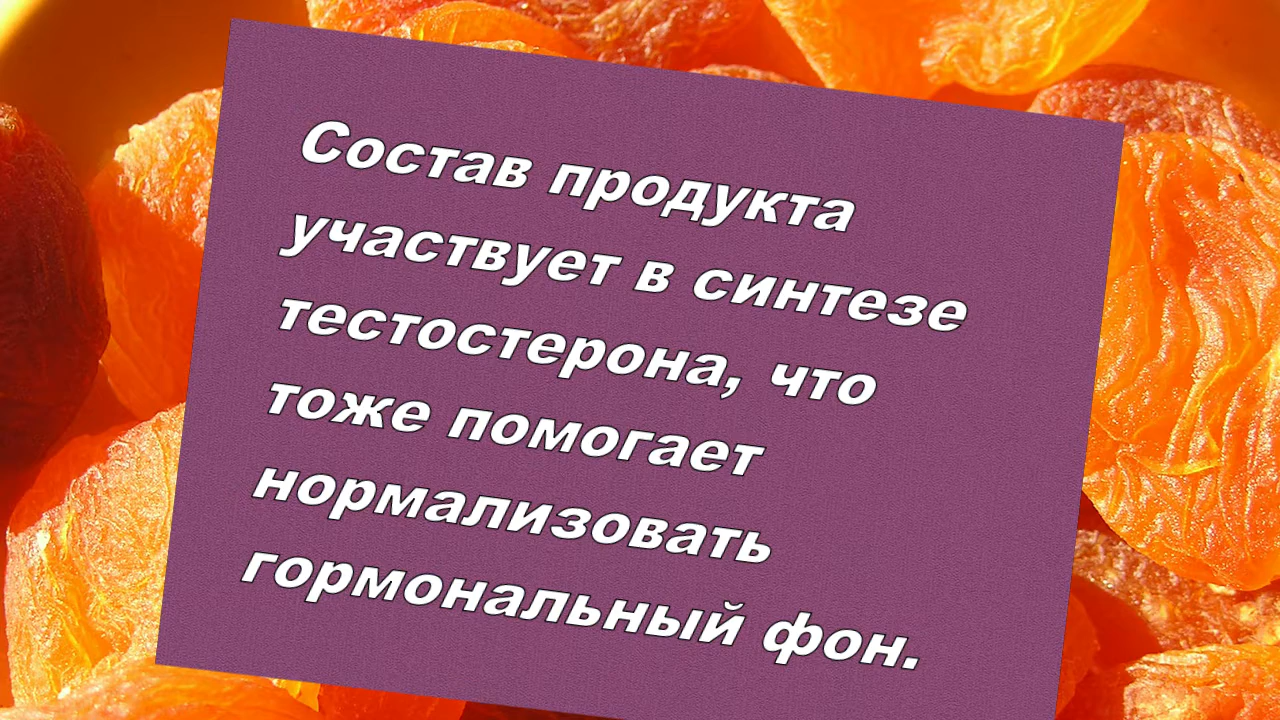 Состав продукта
участвует в синтезе
тестостерона, что
тоже помогает
нормализовать
гормональный фон.